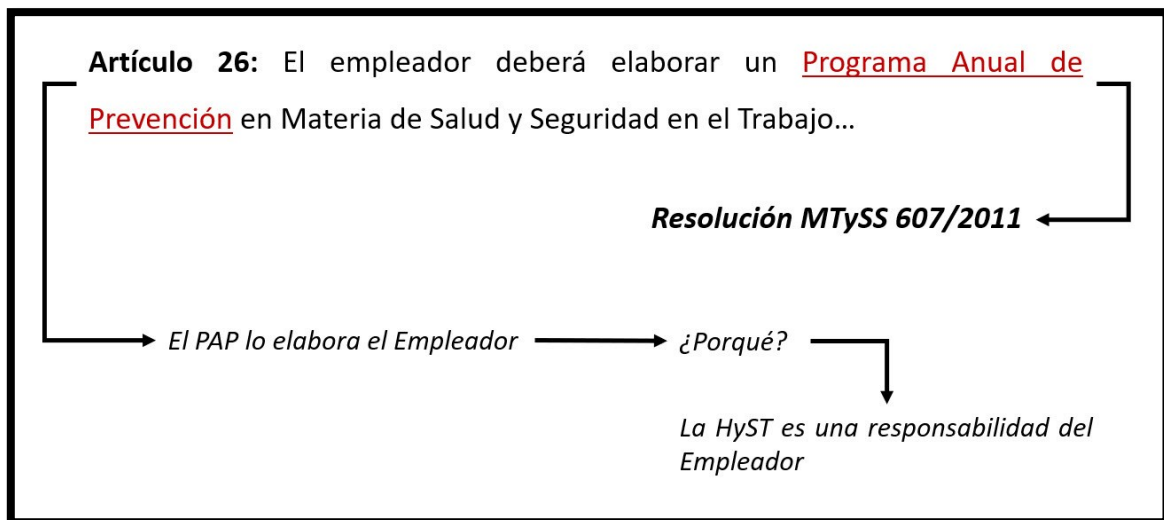 Artículo 26: El empleador deberá elaborar un Programa Anual de
Prevención en Materia de Salud y Seguridad en el Trabajo…
Resolución MTySS 607/2011
El PAP lo elabora el Empleador
¿Porqué?
La HyST es una responsabilidad del
Empleador